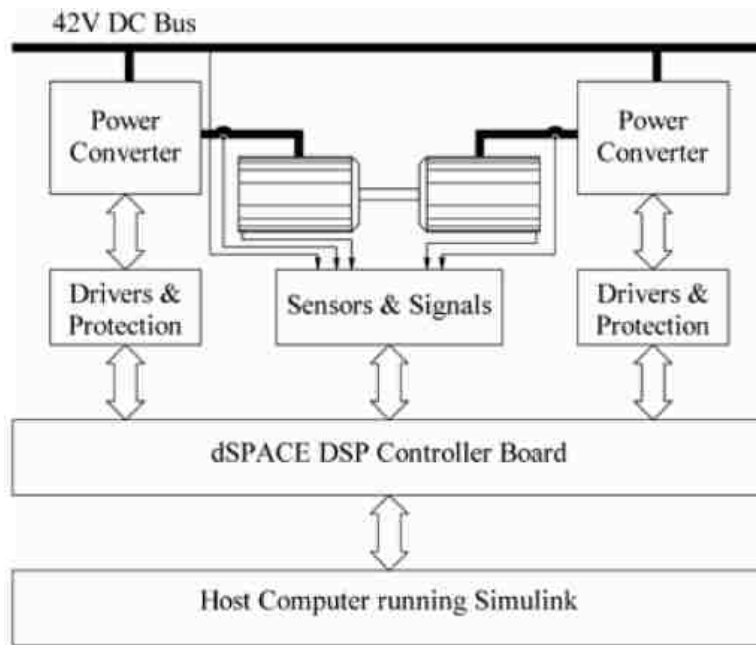 42V DC Bus
Power
Converter
Power
Converter
Drivers &
Protection
Sensors & Signals
Drivers &
Protection
dSPACE DSP Controller Board
Host Computer running Simulink